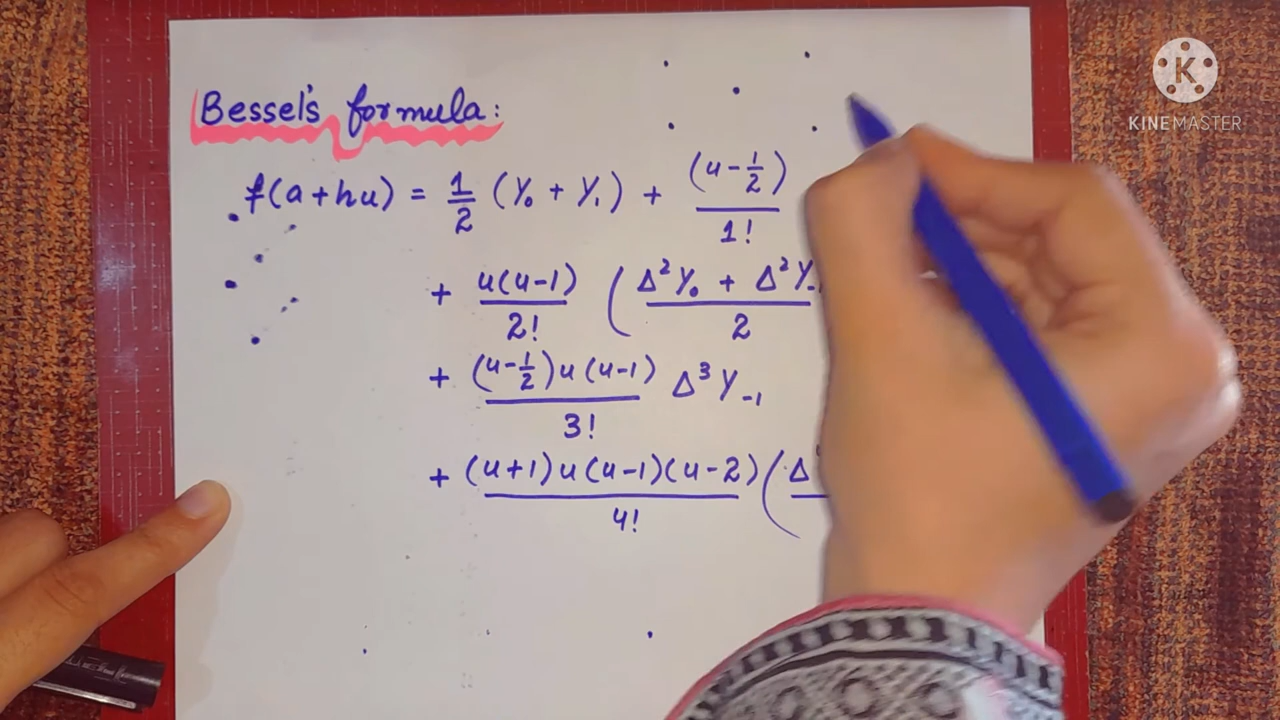 Bessel's formula:
f(a+hu) = 1/2 (Y₀ + Y₁) + (u-1/2)/1!
+ u(u-1)/2! (Δ²Y₀ + Δ²Y₋₁/2
+ (u-1/2)u(u-1)/3! Δ³Y₋₁
+ (u+1)u(u-1)(u-2)/4! (Δ
K
KINEMASTER